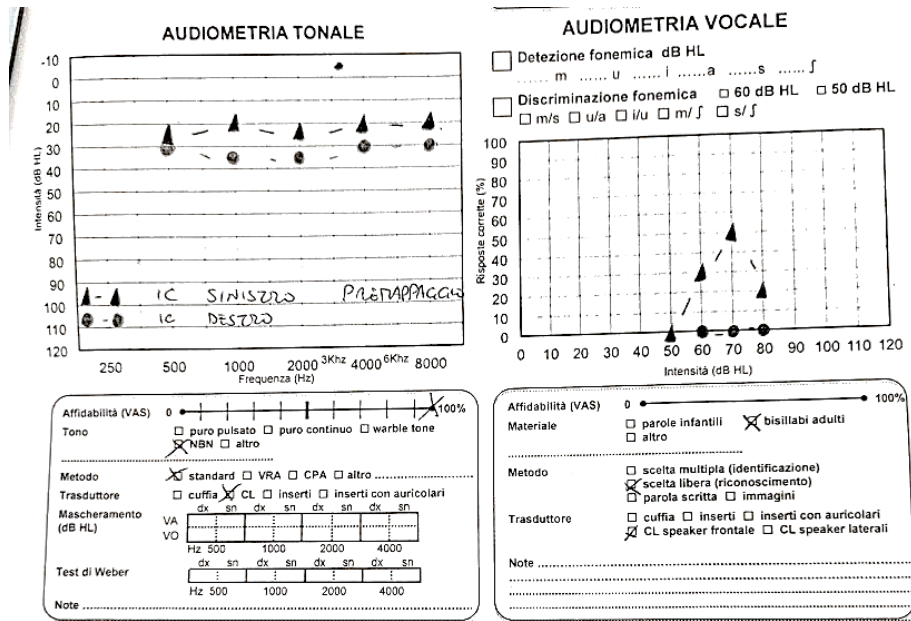 AUDIOMETRIA TONALE
-10
0
10
20
30
40
50
60
70
80
90
100
110
120
Intensità (dB HL)
IC SINISTRO PREMAPPAGGIO
IC DESTRO
250 500 1000 2000 3Khz 4000 6Khz 8000
Frequenza (Hz)
Affidabilità (VAS) 0 100%
Tono □ puro pulsato □ puro continuo □ warble tone
☒ NBN □ altro
Metodo ☒ standard □ VRA □ CPA □ altro
Trasduttore □ cuffia ☒ CL □ inserti □ inserti con auricolari
Mascheramento (dB HL)
dx sn dx sn dx sn dx sn
VA
VO
Hz 500 1000 2000 4000
Test di Weber
dx sn dx sn dx sn dx sn
Hz 500 1000 2000 4000
Note
AUDIOMETRIA VOCALE
□ Detezione fonemica dB HL
...... m ...... u ...... i ......a ......s ...... ʃ
□ Discriminazione fonemica □ 60 dB HL □ 50 dB HL
□ m/s □ u/a □ i/u □ m/ ʃ □ s/ ʃ
100
90
80
70
60
50
40
30
20
10
0
Risposte corrette (%)
0 10 20 30 40 50 60 70 80 90 100 110 120
Intensità (dB HL)
Affidabilità (VAS) 0 100%
Materiale □ parole infantili ☒ bisillabi adulti
□ altro
Metodo □ scelta multipla (identificazione)
☒ scelta libera (riconoscimento)
□ parola scritta □ immagini
Trasduttore □ cuffia □ inserti □ inserti con auricolari
☒ CL speaker frontale □ CL speaker laterali
Note